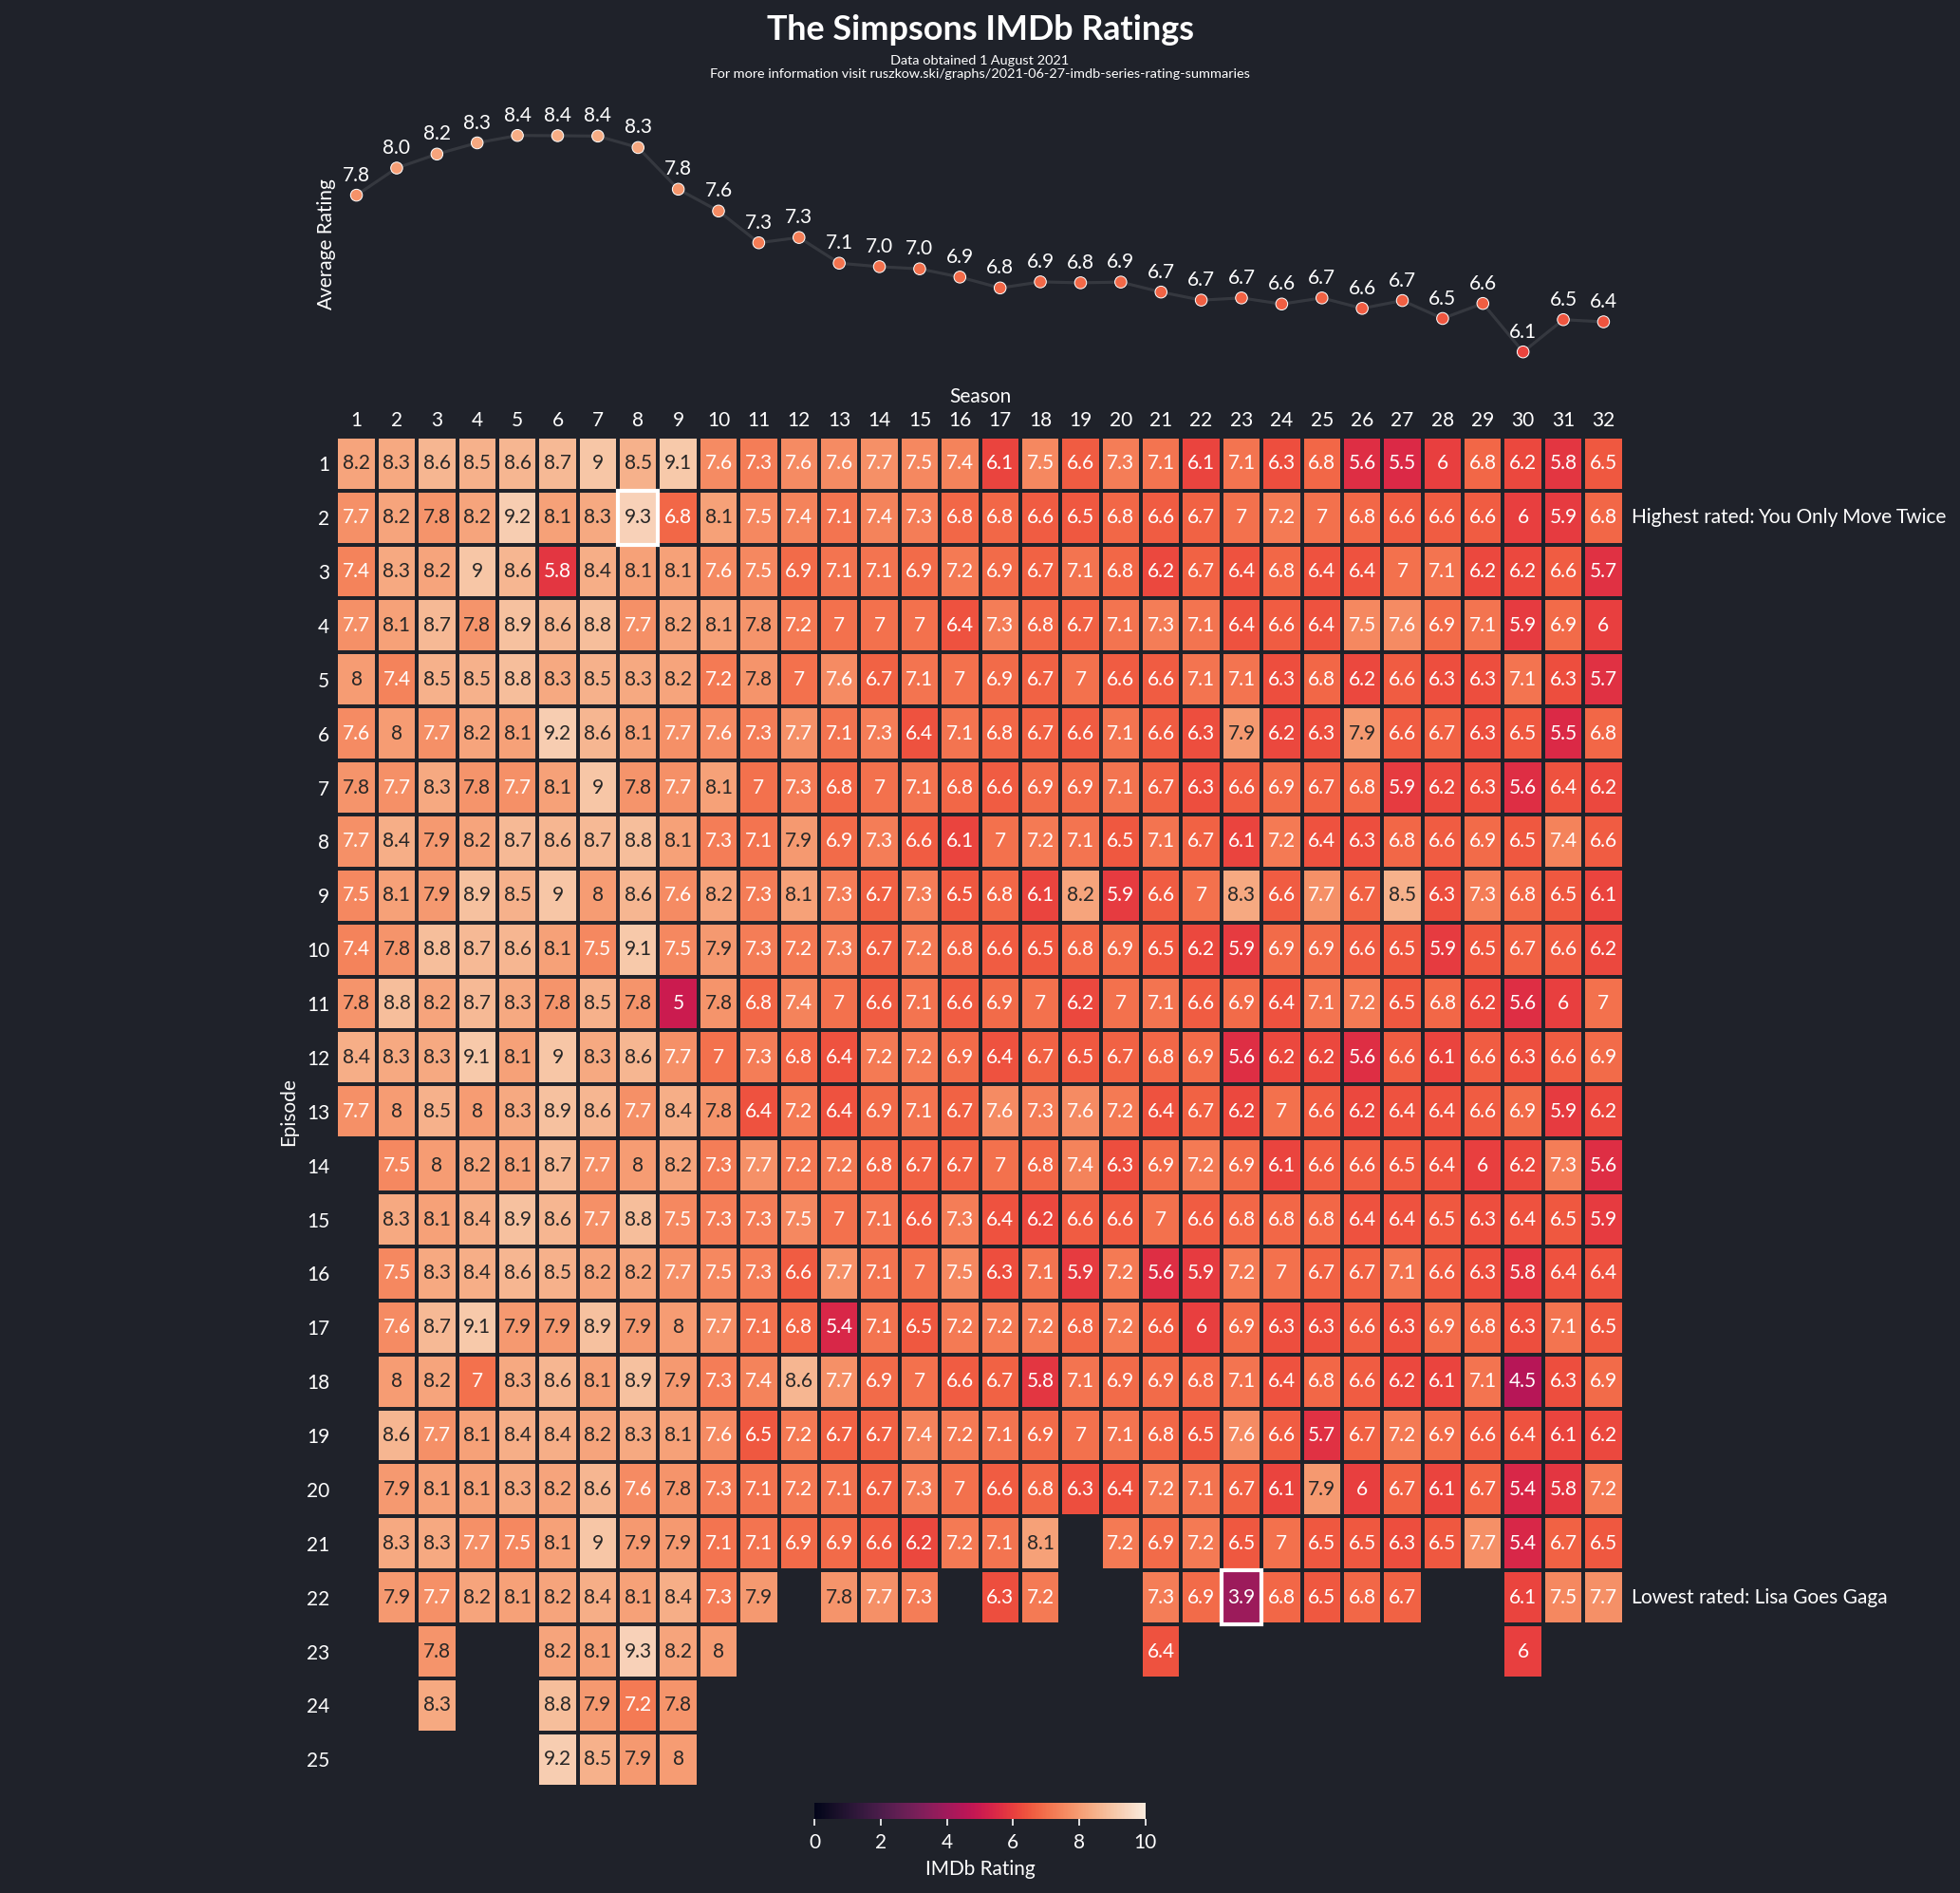 The Simpsons IMDb Ratings
Data obtained 1 August 2021
For more information visit ruszkow.ski/graphs/2021-06-27-imdb-series-rating-summaries
Average Rating
7.8 8.0 8.2 8.3 8.4 8.4 8.4 8.3 7.8 7.6 7.3 7.3 7.1 7.0 7.0 6.9 6.8 6.9 6.8 6.9 6.7 6.7 6.7 6.6 6.7 6.6 6.7 6.5 6.6 6.1 6.5 6.4
Season
1 2 3 4 5 6 7 8 9 10 11 12 13 14 15 16 17 18 19 20 21 22 23 24 25 26 27 28 29 30 31 32
Episode
1 8.2 8.3 8.6 8.5 8.6 8.7 9 8.5 9.1 7.6 7.3 7.6 7.6 7.7 7.5 7.4 6.1 7.5 6.6 7.3 7.1 6.1 7.1 6.3 6.8 5.6 5.5 6 6.8 6.2 5.8 6.5
2 7.7 8.2 7.8 8.2 9.2 8.1 8.3 9.3 6.8 8.1 7.5 7.4 7.1 7.4 7.3 6.8 6.8 6.6 6.5 6.8 6.6 6.7 7 7.2 7 6.8 6.6 6.6 6.6 6 5.9 6.8 Highest rated: You Only Move Twice
3 7.4 8.3 8.2 9 8.6 5.8 8.4 8.1 8.1 7.6 7.5 6.9 7.1 7.1 6.9 7.2 6.9 6.7 7.1 6.8 6.2 6.7 6.4 6.8 6.4 6.4 7 7.1 6.2 6.2 6.6 5.7
4 7.7 8.1 8.7 7.8 8.9 8.6 8.8 7.7 8.2 8.1 7.8 7.2 7 7 7 6.4 7.3 6.8 6.7 7.1 7.3 7.1 6.4 6.6 6.4 7.5 7.6 6.9 7.1 5.9 6.9 6
5 8 7.4 8.5 8.5 8.8 8.3 8.5 8.3 8.2 7.2 7.8 7 7.6 6.7 7.1 7 6.9 6.7 7 6.6 6.6 7.1 7.1 6.3 6.8 6.2 6.6 6.3 6.3 7.1 6.3 5.7
6 7.6 8 7.7 8.2 8.1 9.2 8.6 8.1 7.7 7.6 7.3 7.7 7.1 7.3 6.4 7.1 6.8 6.7 6.6 7.1 6.6 6.3 7.9 6.2 6.3 7.9 6.6 6.7 6.3 6.5 5.5 6.8
7 7.8 7.7 8.3 7.8 7.7 8.1 9 7.8 7.7 8.1 7 7.3 6.8 7 7.1 6.8 6.6 6.9 6.9 7.1 6.7 6.3 6.6 6.9 6.7 6.8 5.9 6.2 6.3 5.6 6.4 6.2
8 7.7 8.4 7.9 8.2 8.7 8.6 8.7 8.8 8.1 7.3 7.1 7.9 6.9 7.3 6.6 6.1 7 7.2 7.1 6.5 7.1 6.7 6.1 7.2 6.4 6.3 6.8 6.6 6.9 6.5 7.4 6.6
9 7.5 8.1 7.9 8.9 8.5 9 8 8.6 7.6 8.2 7.3 8.1 7.3 6.7 7.3 6.5 6.8 6.1 8.2 5.9 6.6 7 8.3 6.6 7.7 6.7 8.5 6.3 7.3 6.8 6.5 6.1
10 7.4 7.8 8.8 8.7 8.6 8.1 7.5 9.1 7.5 7.9 7.3 7.2 7.3 6.7 7.2 6.8 6.6 6.5 6.8 6.9 6.5 6.2 5.9 6.9 6.9 6.6 6.5 5.9 6.5 6.7 6.6 6.2
11 7.8 8.8 8.2 8.7 8.3 7.8 8.5 7.8 5 7.8 6.8 7.4 7 6.6 7.1 6.6 6.9 7 6.2 7 7.1 6.6 6.9 6.4 7.1 7.2 6.5 6.8 6.2 5.6 6 7
12 8.4 8.3 8.3 9.1 8.1 9 8.3 8.6 7.7 7 7.3 6.8 6.4 7.2 7.2 6.9 6.4 6.7 6.5 6.7 6.8 6.9 5.6 6.2 6.2 5.6 6.6 6.1 6.6 6.3 6.6 6.9
13 7.7 8 8.5 8 8.3 8.9 8.6 7.7 8.4 7.8 6.4 7.2 6.4 6.9 7.1 6.7 7.6 7.3 7.6 7.2 6.4 6.7 6.2 7 6.6 6.2 6.4 6.4 6.6 6.9 5.9 6.2
14 7.5 8 8.2 8.1 8.7 7.7 8 8.2 7.3 7.7 7.2 7.2 6.8 6.7 6.7 7 6.8 7.4 6.3 6.9 7.2 6.9 6.1 6.6 6.6 6.5 6.4 6 6.2 7.3 5.6
15 8.3 8.1 8.4 8.9 8.6 7.7 8.8 7.5 7.3 7.3 7.5 7 7.1 6.6 7.3 6.4 6.2 6.6 6.6 7 6.6 6.8 6.8 6.8 6.4 6.4 6.5 6.3 6.4 6.5 5.9
16 7.5 8.3 8.4 8.6 8.5 8.2 8.2 7.7 7.5 7.3 6.6 7.7 7.1 7 7.5 6.3 7.1 5.9 7.2 5.6 5.9 7.2 7 6.7 6.7 7.1 6.6 6.3 5.8 6.4 6.4
17 7.6 8.7 9.1 7.9 7.9 8.9 7.9 8 7.7 7.1 6.8 5.4 7.1 6.5 7.2 7.2 7.2 6.8 7.2 6.6 6 6.9 6.3 6.3 6.6 6.3 6.9 6.8 6.3 7.1 6.5
18 8 8.2 7 8.3 8.6 8.1 8.9 7.9 7.3 7.4 8.6 7.7 6.9 7 6.6 6.7 5.8 7.1 6.9 6.9 6.8 7.1 6.4 6.8 6.6 6.2 6.1 7.1 4.5 6.3 6.9
19 8.6 7.7 8.1 8.4 8.4 8.2 8.3 8.1 7.6 6.5 7.2 6.7 6.7 7.4 7.2 7.1 6.9 7 7.1 6.8 6.5 7.6 6.6 5.7 6.7 7.2 6.9 6.6 6.4 6.1 6.2
20 7.9 8.1 8.1 8.3 8.2 8.6 7.6 7.8 7.3 7.1 7.2 7.1 6.7 7.3 7 6.6 6.8 6.3 6.4 7.2 7.1 6.7 6.1 7.9 6 6.7 6.1 6.7 5.4 5.8 7.2
21 8.3 8.3 7.7 7.5 8.1 9 7.9 7.9 7.1 7.1 6.9 6.9 6.6 6.2 7.2 7.1 8.1 7.2 6.9 7.2 6.5 7 6.5 6.5 6.3 6.5 7.7 5.4 6.7 6.5
22 7.9 7.7 8.2 8.1 8.2 8.4 8.1 8.4 7.3 7.9 7.8 7.7 7.3 6.3 7.2 7.3 6.9 3.9 6.8 6.5 6.8 6.7 6.1 7.5 7.7 Lowest rated: Lisa Goes Gaga
23 7.8 8.2 8.1 9.3 8.2 8 6.4 6
24 8.3 8.8 7.9 7.2 7.8
25 9.2 8.5 7.9 8
0 2 4 6 8 10
IMDb Rating